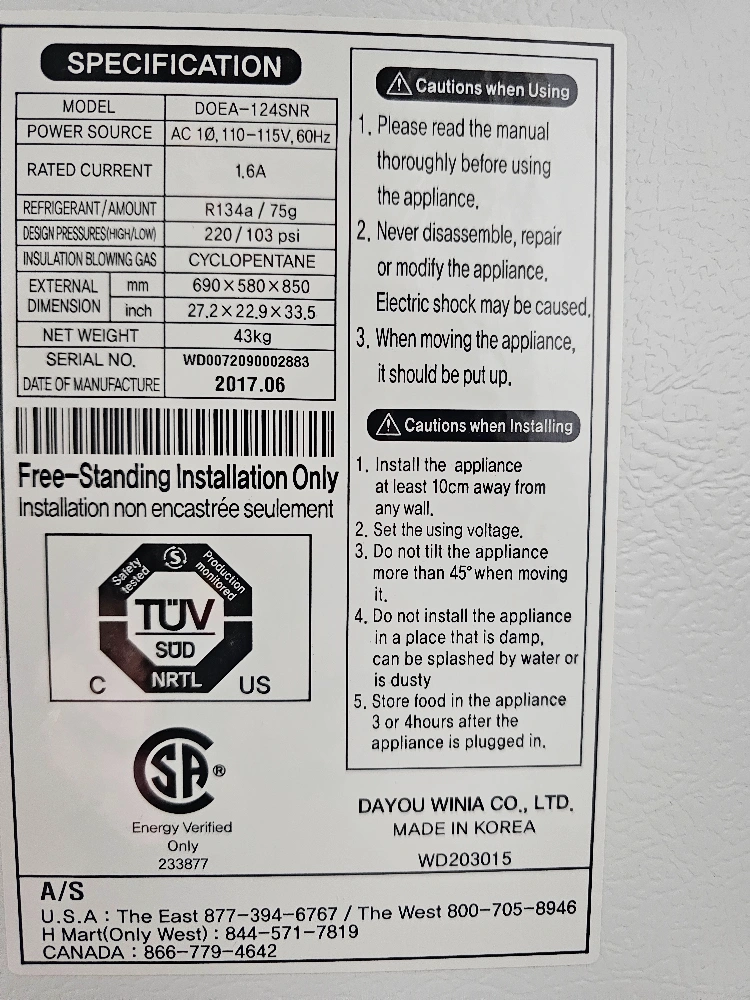 SPECIFICATION
MODEL DOEA-124SNR
POWER SOURCE AC 1Ø, 110-115V, 60Hz
RATED CURRENT 1.6A
REFRIGERANT/AMOUNT R134a / 75g
DESIGN PRESSURES(HIGH/LOW) 220 / 103 psi
INSULATION BLOWING GAS CYCLOPENTANE
EXTERNAL DIMENSION mm 690×580×850
inch 27.2×22.9×33.5
NET WEIGHT 43kg
SERIAL NO. WD0072090002883
DATE OF MANUFACTURE 2017.06
Free-Standing Installation Only
Installation non encastrée seulement
Safety tested
S
Production monitored
TÜV
SÜD
NRTL
C US
SA ®
Energy Verified
Only
233877
⚠ Cautions when Using
1. Please read the manual
thoroughly before using
the appliance.
2. Never disassemble, repair
or modify the appliance.
Electric shock may be caused.
3. When moving the appliance,
it should be put up.
⚠ Cautions when Installing
1. Install the appliance
at least 10cm away from
any wall.
2. Set the using voltage.
3. Do not tilt the appliance
more than 45° when moving
it.
4. Do not install the appliance
in a place that is damp,
can be splashed by water or
is dusty
5. Store food in the appliance
3 or 4hours after the
appliance is plugged in.
DAYOU WINIA CO., LTD.
MADE IN KOREA
WD203015
A/S
U.S.A : The East 877-394-6767 / The West 800-705-8946
H Mart(Only West) : 844-571-7819
CANADA : 866-779-4642